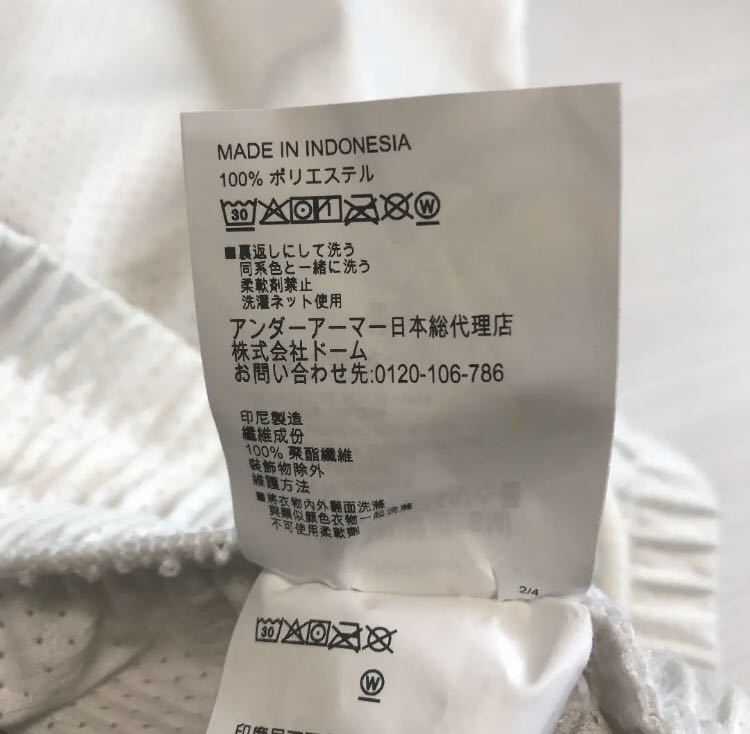 MADE IN INDONESIA
100% ポリエステル
30 W
■裏返しにして洗う
同系色と一緒に洗う
柔軟剤禁止
洗濯ネット使用
アンダーアーマー日本総代理店
株式会社ドーム
お問い合わせ先:0120-106-786
印尼製造
纖維成份
100% 聚酯纖維
裝飾物除外
維護方法
■將衣物內外翻面洗滌
與類似顏色衣物一起洗滌
不可使用柔軟劑
2/4
30
W